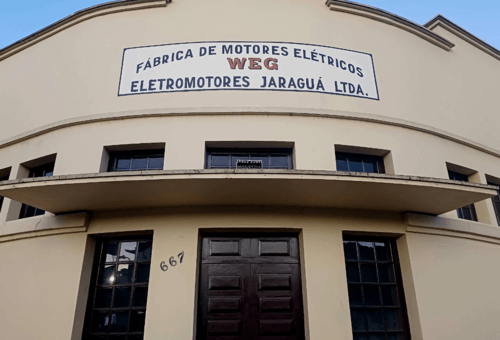 FÁBRICA DE MOTORES ELÉTRICOS
WEG
ELETROMOTORES JARAGUÁ LTDA.
667